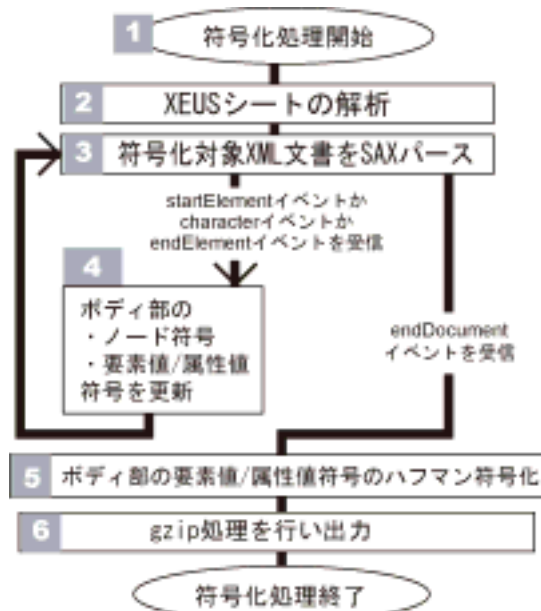 1 符号化処理開始
2 XEUSシートの解析
3 符号化対象XML文書をSAXパース
startElementイベントか
characterイベントか
endElementイベントを受信
4
ボディ部の
・ノード符号
・要素値/属性値
符号を更新
endDocument
イベントを受信
5 ボディ部の要素値/属性値符号のハフマン符号化
6 gzip処理を行い出力
符号化処理終了